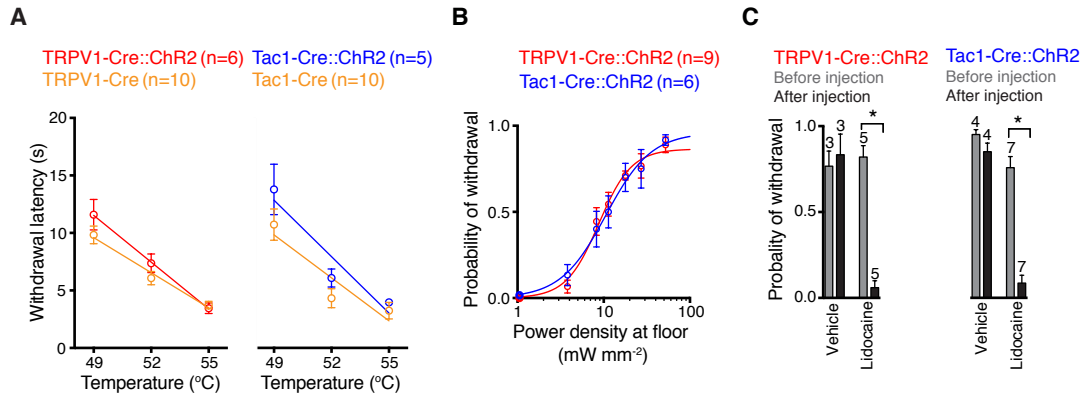 A
TRPV1-Cre::ChR2 (n=6)
TRPV1-Cre (n=10)
Tac1-Cre::ChR2 (n=5)
Tac1-Cre (n=10)
Withdrawal latency (s)
20
15
10
5
0
49 52 55
Temperature (°C)
49 52 55
Temperature (°C)
B
TRPV1-Cre::ChR2 (n=9)
Tac1-Cre::ChR2 (n=6)
Probability of withdrawal
1.0
0.5
0.0
1 10 100
Power density at floor
(mW mm-2)
C
TRPV1-Cre::ChR2
Before injection
After injection
Probality of withdrawal
1.0
0.5
0.0
3 3 5 5
*
Vehicle
Lidocaine
Tac1-Cre::ChR2
Before injection
After injection
4 4 7 7
*
Vehicle
Lidocaine